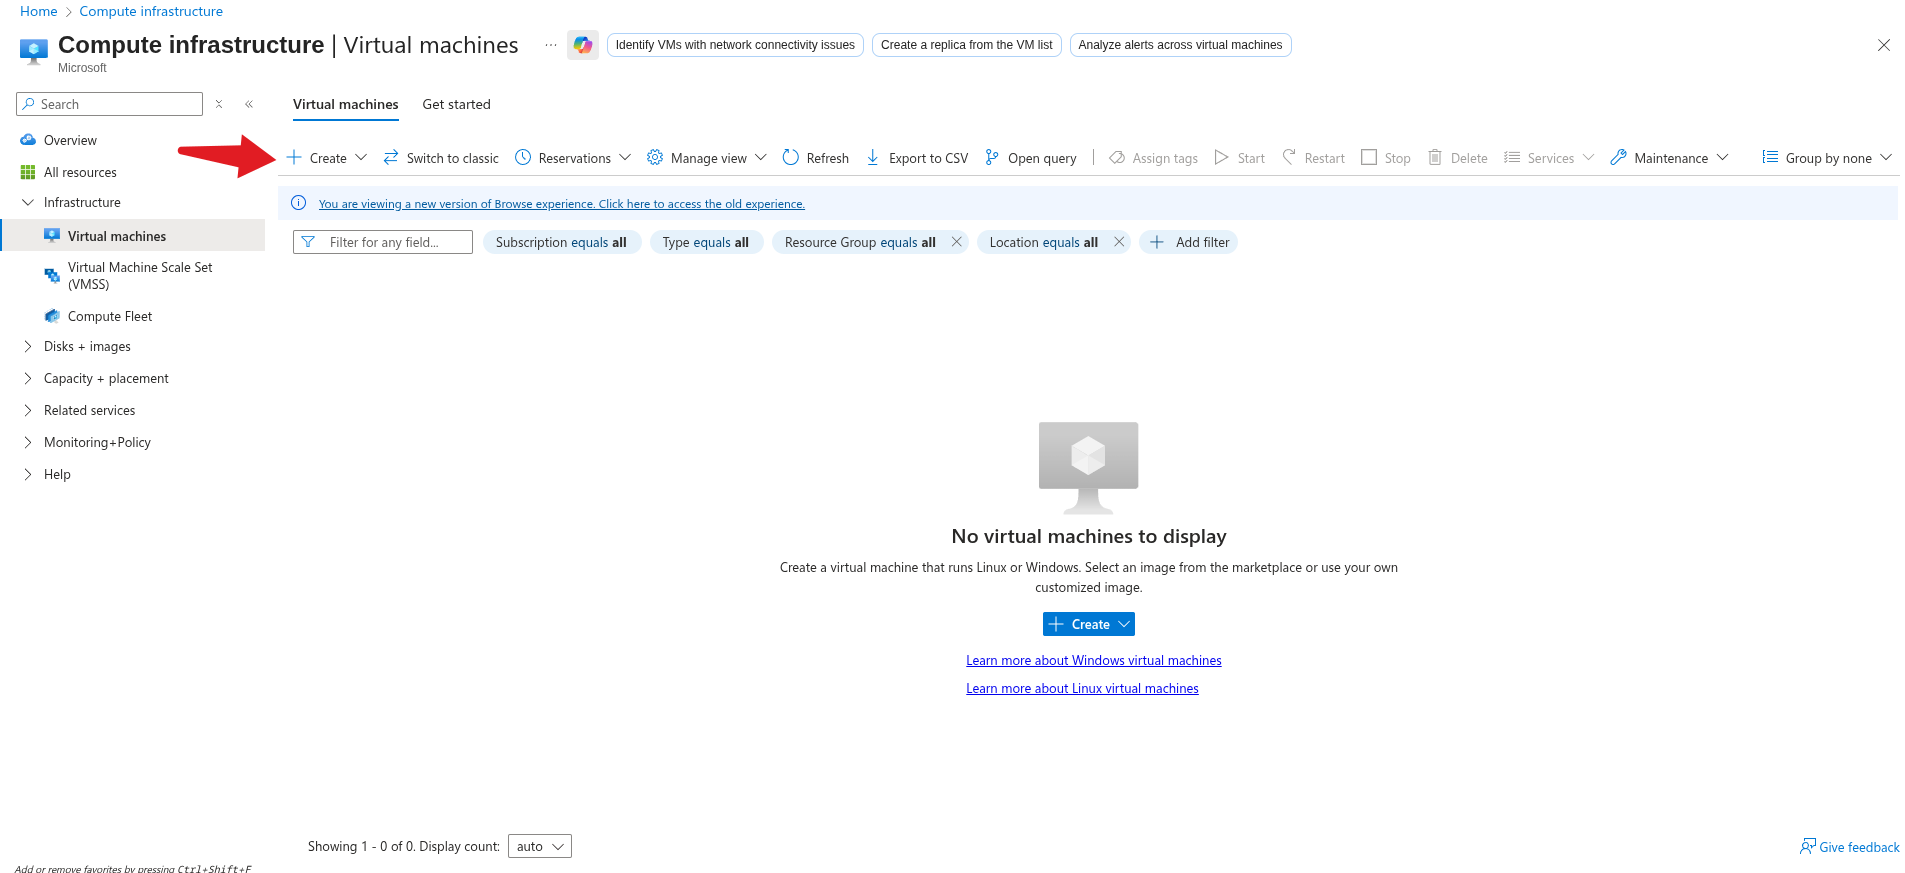 Home > Compute infrastructure
Compute infrastructure | Virtual machines
Microsoft
Identify VMs with network connectivity issues
Create a replica from the VM list
Analyze alerts across virtual machines
Search
Overview
All resources
Infrastructure
Virtual machines
Virtual Machine Scale Set
(VMSS)
Compute Fleet
Disks + images
Capacity + placement
Related services
Monitoring+Policy
Help
Virtual machines Get started
Create Switch to classic Reservations Manage view Refresh Export to CSV Open query | Assign tags Start Restart Stop Delete Services Maintenance Group by none
You are viewing a new version of Browse experience. Click here to access the old experience.
Filter for any field... Subscription equals all Type equals all Resource Group equals all Location equals all Add filter
No virtual machines to display
Create a virtual machine that runs Linux or Windows. Select an image from the marketplace or use your own
customized image.
Create
Learn more about Windows virtual machines
Learn more about Linux virtual machines
Showing 1 - 0 of 0. Display count: auto
Give feedback
Add or remove favorites by pressing Ctrl+Shift+F